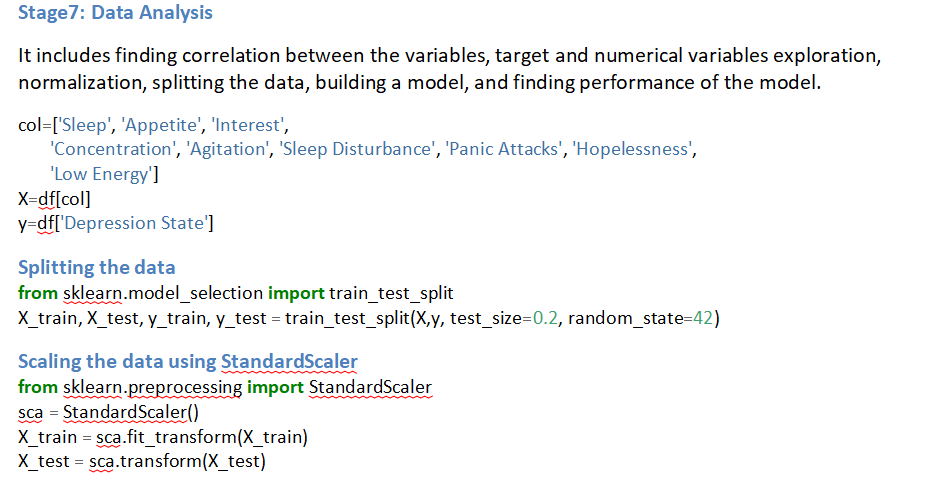 Stage7: Data Analysis
It includes finding correlation between the variables, target and numerical variables exploration,
normalization, splitting the data, building a model, and finding performance of the model.
col=['Sleep', 'Appetite', 'Interest',
'Concentration', 'Agitation', 'Sleep Disturbance', 'Panic Attacks', 'Hopelessness',
'Low Energy']
X=df[col]
y=df['Depression State']
Splitting the data
from sklearn.model_selection import train_test_split
X_train, X_test, y_train, y_test = train_test_split(X,y, test_size=0.2, random_state=42)
Scaling the data using StandardScaler
from sklearn.preprocessing import StandardScaler
sca = StandardScaler()
X_train = sca.fit_transform(X_train)
X_test = sca.transform(X_test)